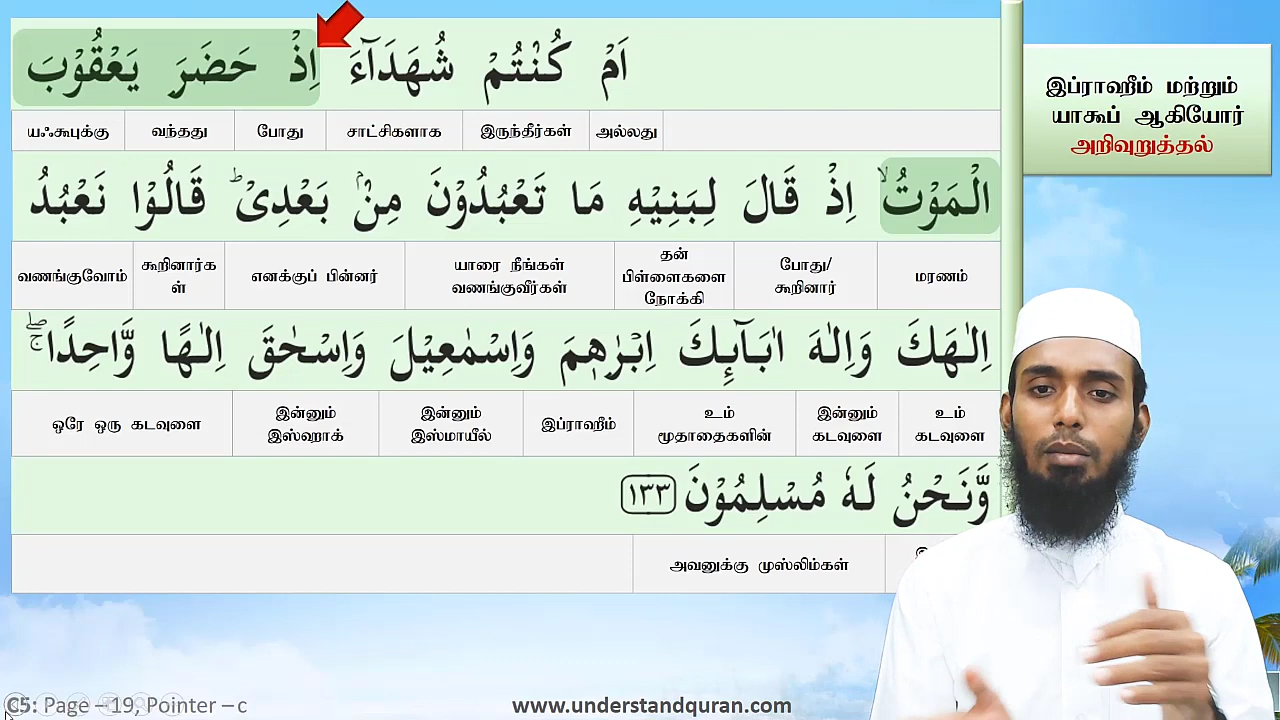 اَمْ كُنْتُمْ شُهَدَآءَ اِذْ حَضَرَ يَعْقُوْبَ
யஃகூபுக்கு வந்தது போது சாட்சிகளாக இருந்தீர்கள் அல்லது
الْمَوْتُ ۙ اِذْ قَالَ لِبَنِيْهِ مَا تَعْبُدُوْنَ مِنْۢ بَعْدِىْ ؕ قَالُوْا نَعْبُدُ
வணங்குவோம் கூறினார்கள் எனக்குப் பின்னர் யாரை நீங்கள் வணங்குவீர்கள் தன் பிள்ளைகளை நோக்கி போது/ கூறினார் மரணம்
اِلٰهَكَ وَاِلٰهَ اٰبَآئِكَ اِبْرٰهٖمَ وَاِسْمٰعِيْلَ وَاِسْحٰقَ اِلٰهًا وَّاحِدًا ۖۚ
ஒரே ஒரு கடவுளை இன்னும் இஸ்ஹாக் இன்னும் இஸ்மாயீல் இப்ராஹீம் உம் மூதாதைகளின் இன்னும் கடவுளை உம் கடவுளை
وَّنَحْنُ لَهٗ مُسْلِمُوْنَ ١٣٣
அவனுக்கு முஸ்லிம்கள்
இப்ராஹீம் மற்றும்
யாகூப் ஆகியோர்
அறிவுறுத்தல்
C5: Page – 19, Pointer – c
www.understandquran.com